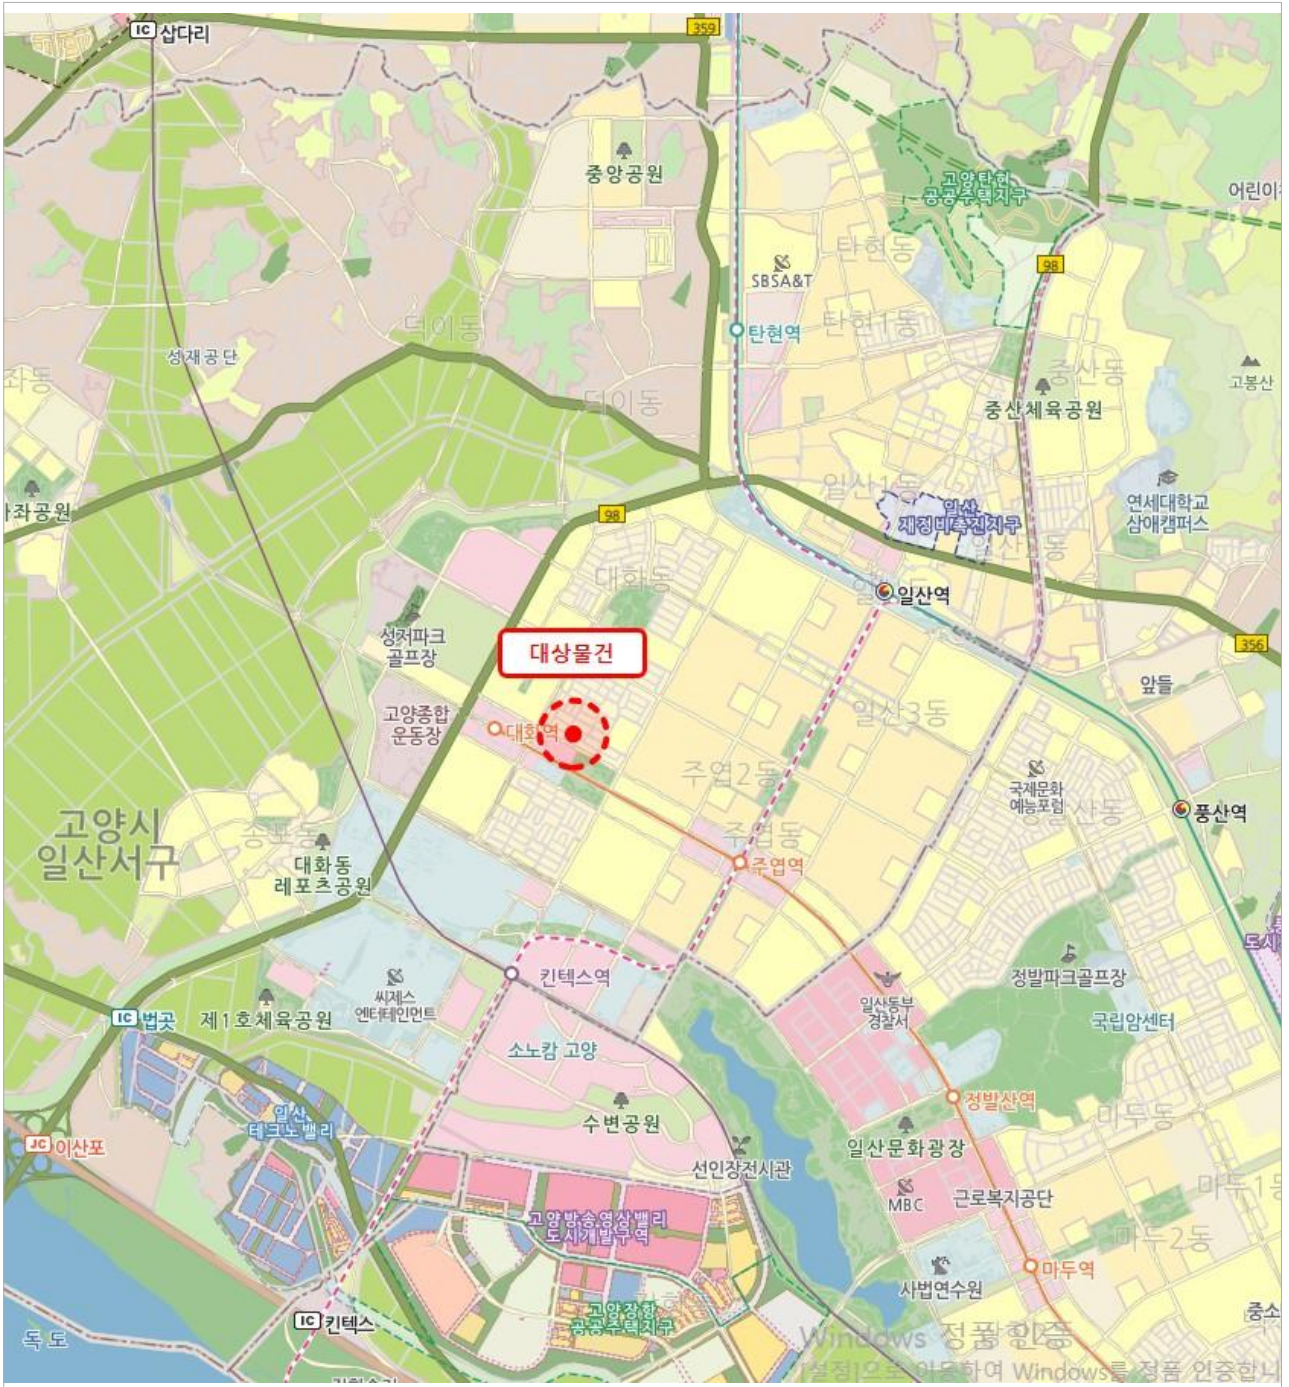 IC 삽다리
359
중앙공원
고양탄현
공공주택지구
탄현동
SBSA&T
98
탄현1동
탄현역
덕이동
성재공단
중산동
고봉산
덕이동
중산체육공원
일산1동
98
연세대학교
삼애캠퍼스
일산
재정비촉진지구
대화동
일산역
성저파크
골프장
대상물건
356
앞들
고양종합
운동장
대화역
일산3동
주엽2동
국제문화
예능포럼
고양시
일산서구
송포동
주엽동
풍산역
대화동
레포츠공원
주엽역
정발파크골프장
킨텍스역
씨제스
엔터테인먼트
일산동부
경찰서
IC 법곳
제1호체육공원
국립암센터
소노캄 고양
정발산역
수변공원
마두동
일산
테크노밸리
JC 이산포
일산문화광장
선인장전시관
MBC
근로복지공단
고양방송영상밸리
도시개발구역
마두2동
마두역
사법연수원
고양장항
공공주택지구
IC 킨텍스
독도
Windows 정품 인증
[설정]으로 이동하여 Windows를 정품 인증합니